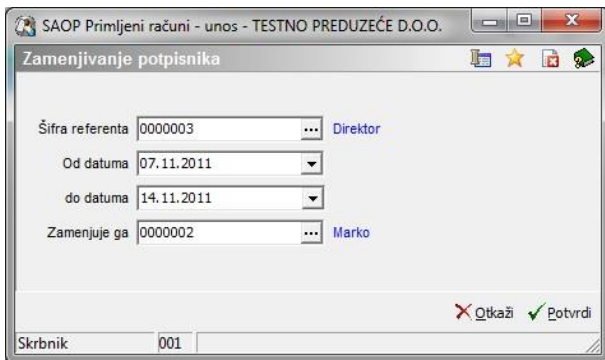 SAOP Primljeni računi - unos - TESTNO PREDUZEĆE D.O.O.
Zamenjivanje potpisnika
Šifra referenta 0000003 ... Direktor
Od datuma 07.11.2011
do datuma 14.11.2011
Zamenjuje ga 0000002 ... Marko
Otkaži Potvrdi
Skrbnik 001